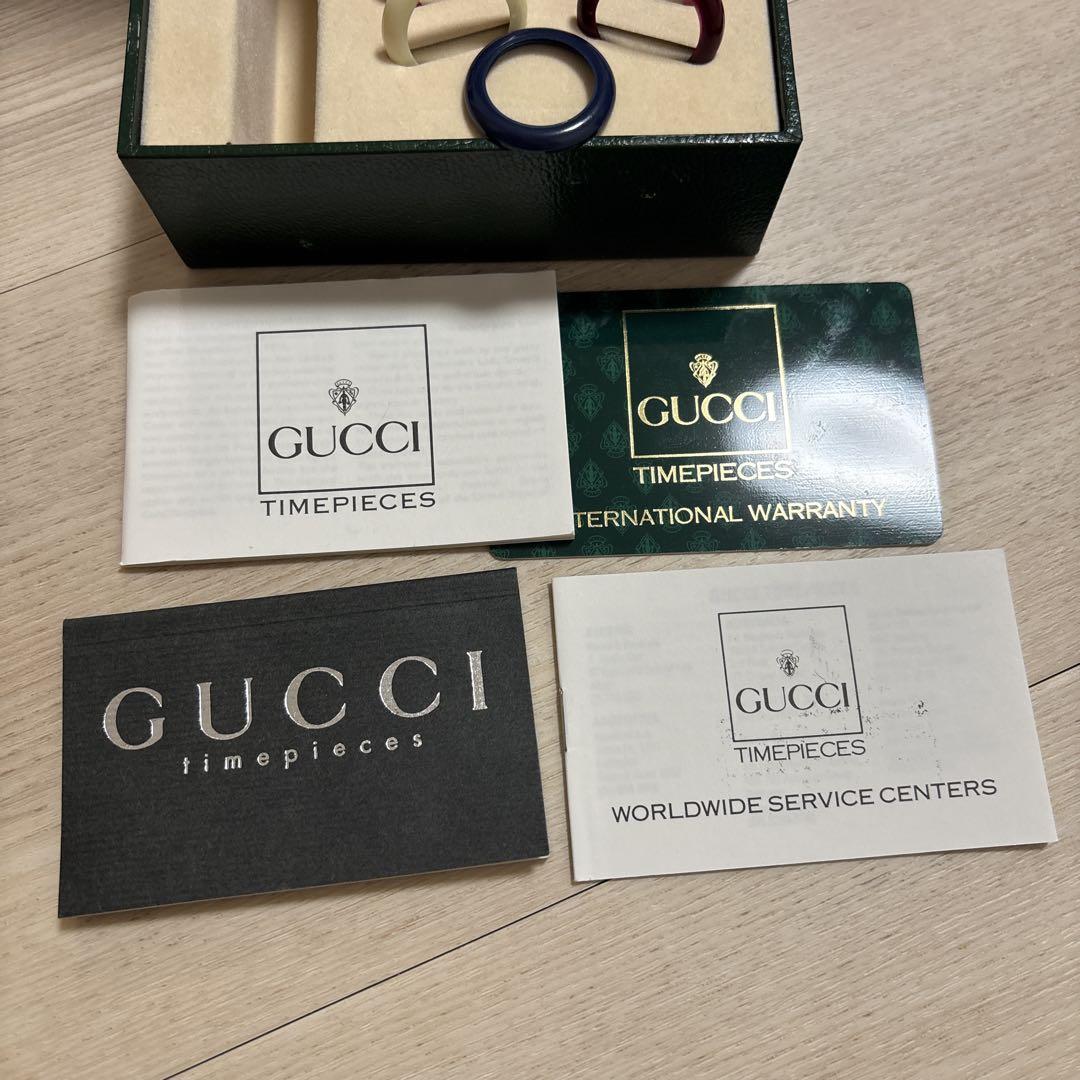 GUCCI
TIMEPIECES
GUCCI
TIMEPIECES
TERNATIONAL WARRANTY
GUCCI
timepieces
GUCCI
TIMEPIECES
WORLDWIDE SERVICE CENTERS